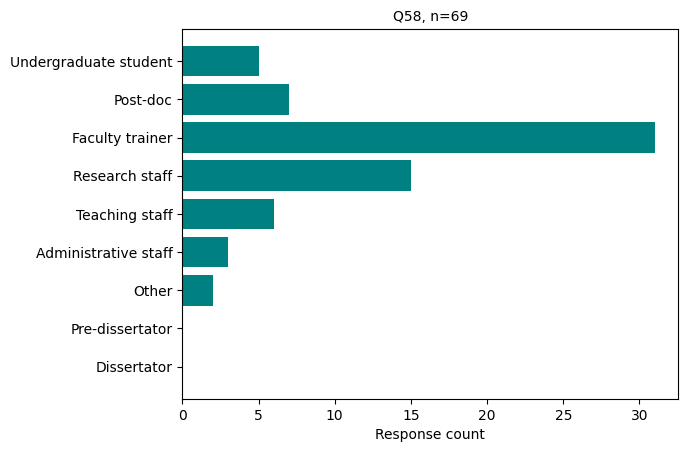 Q58, n=69
Undergraduate student
Post-doc
Faculty trainer
Research staff
Teaching staff
Administrative staff
Other
Pre-dissertator
Dissertator
0 5 10 15 20 25 30
Response count